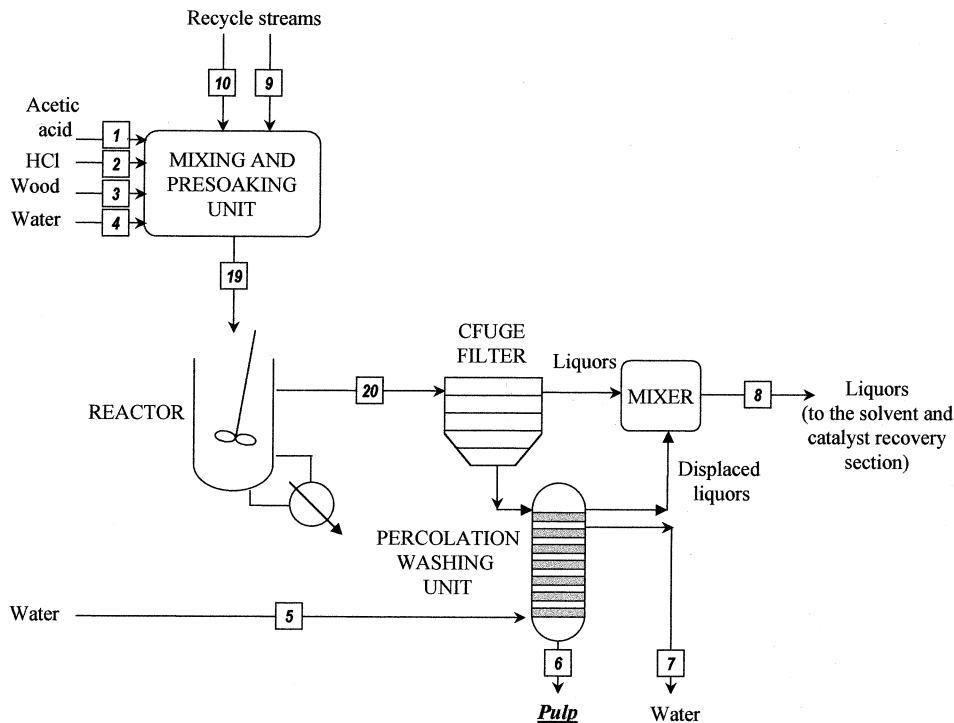 Recycle streams
10
9
Acetic
acid
1
HCl
2
Wood
3
Water
4
MIXING AND
PRESOAKING
UNIT
19
REACTOR
20
CFUGE
FILTER
Liquors
MIXER
8
Liquors
(to the solvent and
catalyst recovery
section)
Displaced
liquors
PERCOLATION
WASHING
UNIT
Water
5
6
7
Pulp
Water